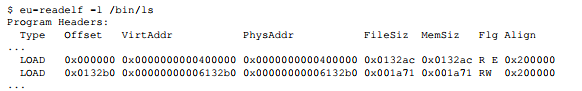 $ eu-readelf -l /bin/ls
Program Headers:
  Type   Offset   VirtAddr           PhysAddr           FileSiz  MemSiz   Flg Align
...
  LOAD   0x000000 0x0000000000400000 0x0000000000400000 0x0132ac 0x0132ac R E 0x200000
  LOAD   0x0132b0 0x00000000006132b0 0x00000000006132b0 0x001a71 0x001a71 RW  0x200000
...